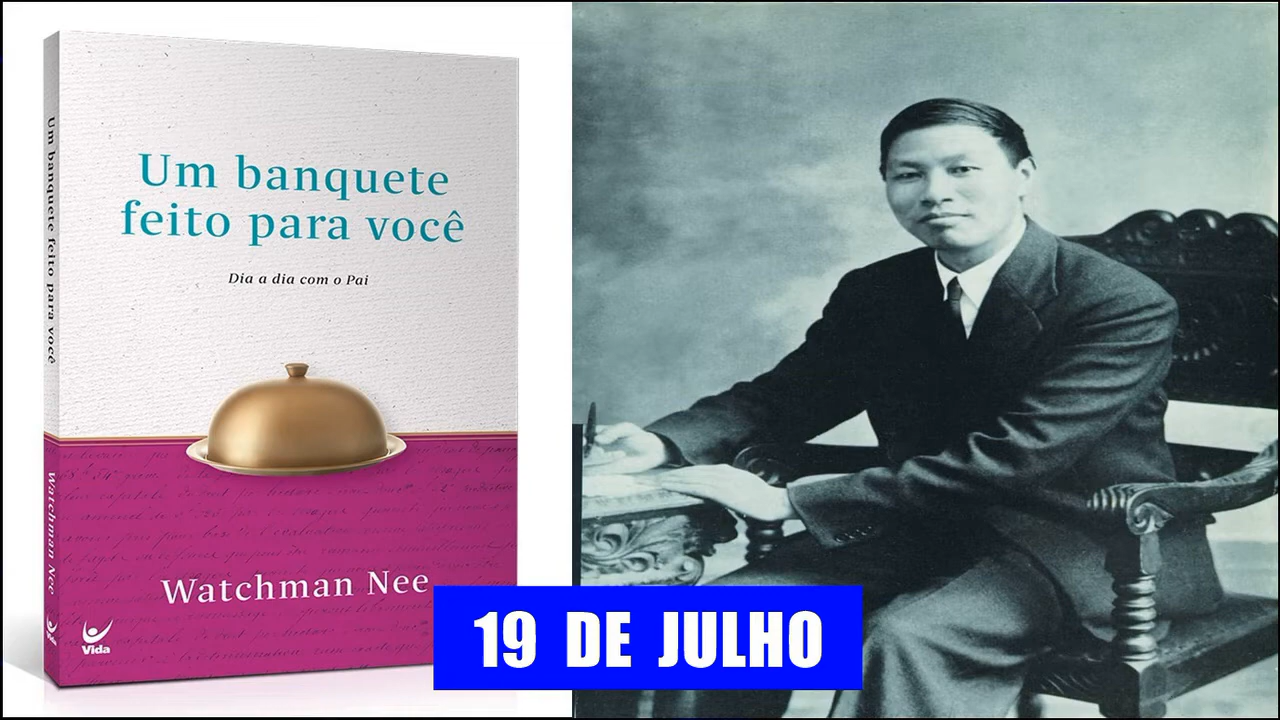 Um banquete
feito para você
Dia a dia com o Pai
Watchman Nee
Vida
Um banquete feito para você
Watchman Nee
19 DE JULHO